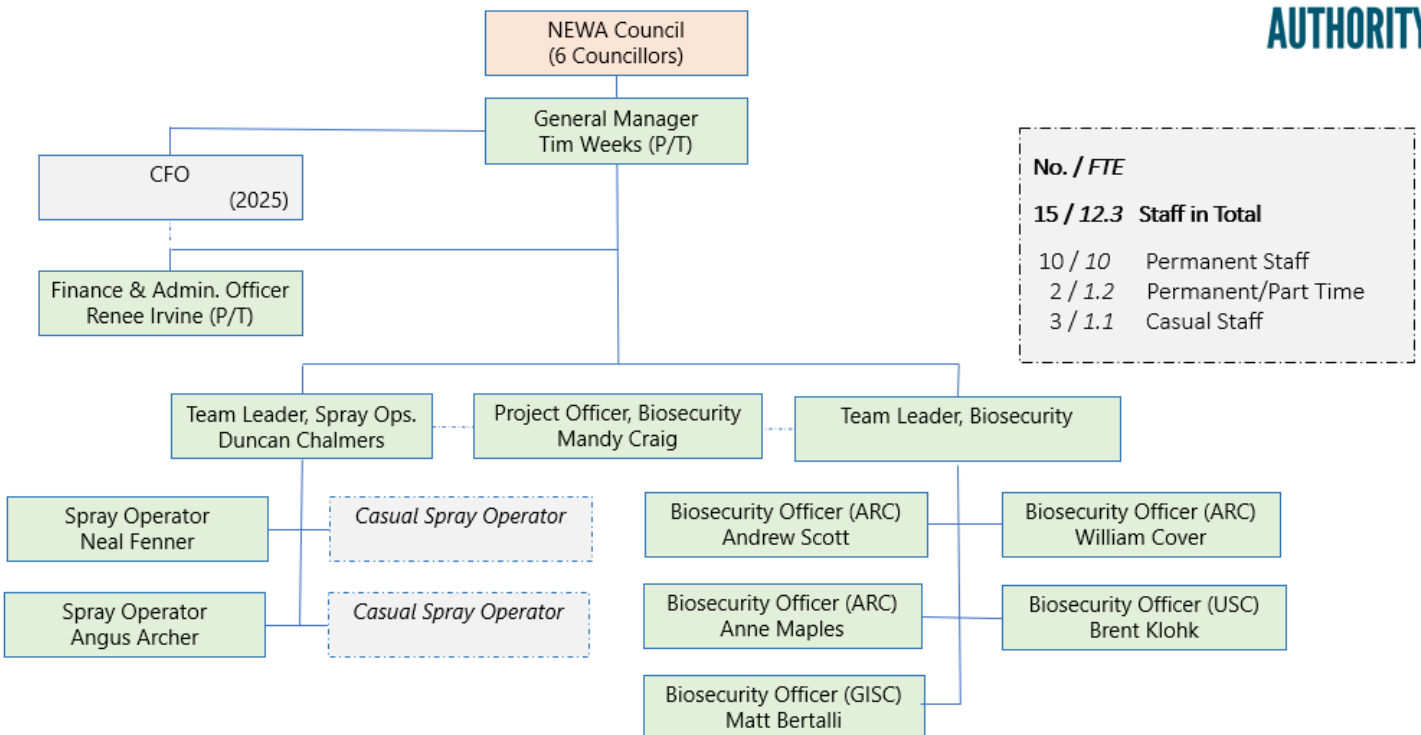 AUTHORITY
NEWA Council
(6 Councillors)
General Manager
Tim Weeks (P/T)
CFO
(2025)
No. / FTE
15 / 12.3 Staff in Total
10 / 10 Permanent Staff
2 / 1.2 Permanent/Part Time
3 / 1.1 Casual Staff
Finance & Admin. Officer
Renee Irvine (P/T)
Team Leader, Spray Ops.
Duncan Chalmers
Project Officer, Biosecurity
Mandy Craig
Team Leader, Biosecurity
Spray Operator
Neal Fenner
Casual Spray Operator
Biosecurity Officer (ARC)
Andrew Scott
Biosecurity Officer (ARC)
William Cover
Spray Operator
Angus Archer
Casual Spray Operator
Biosecurity Officer (ARC)
Anne Maples
Biosecurity Officer (USC)
Brent Klohk
Biosecurity Officer (GISC)
Matt Bertalli